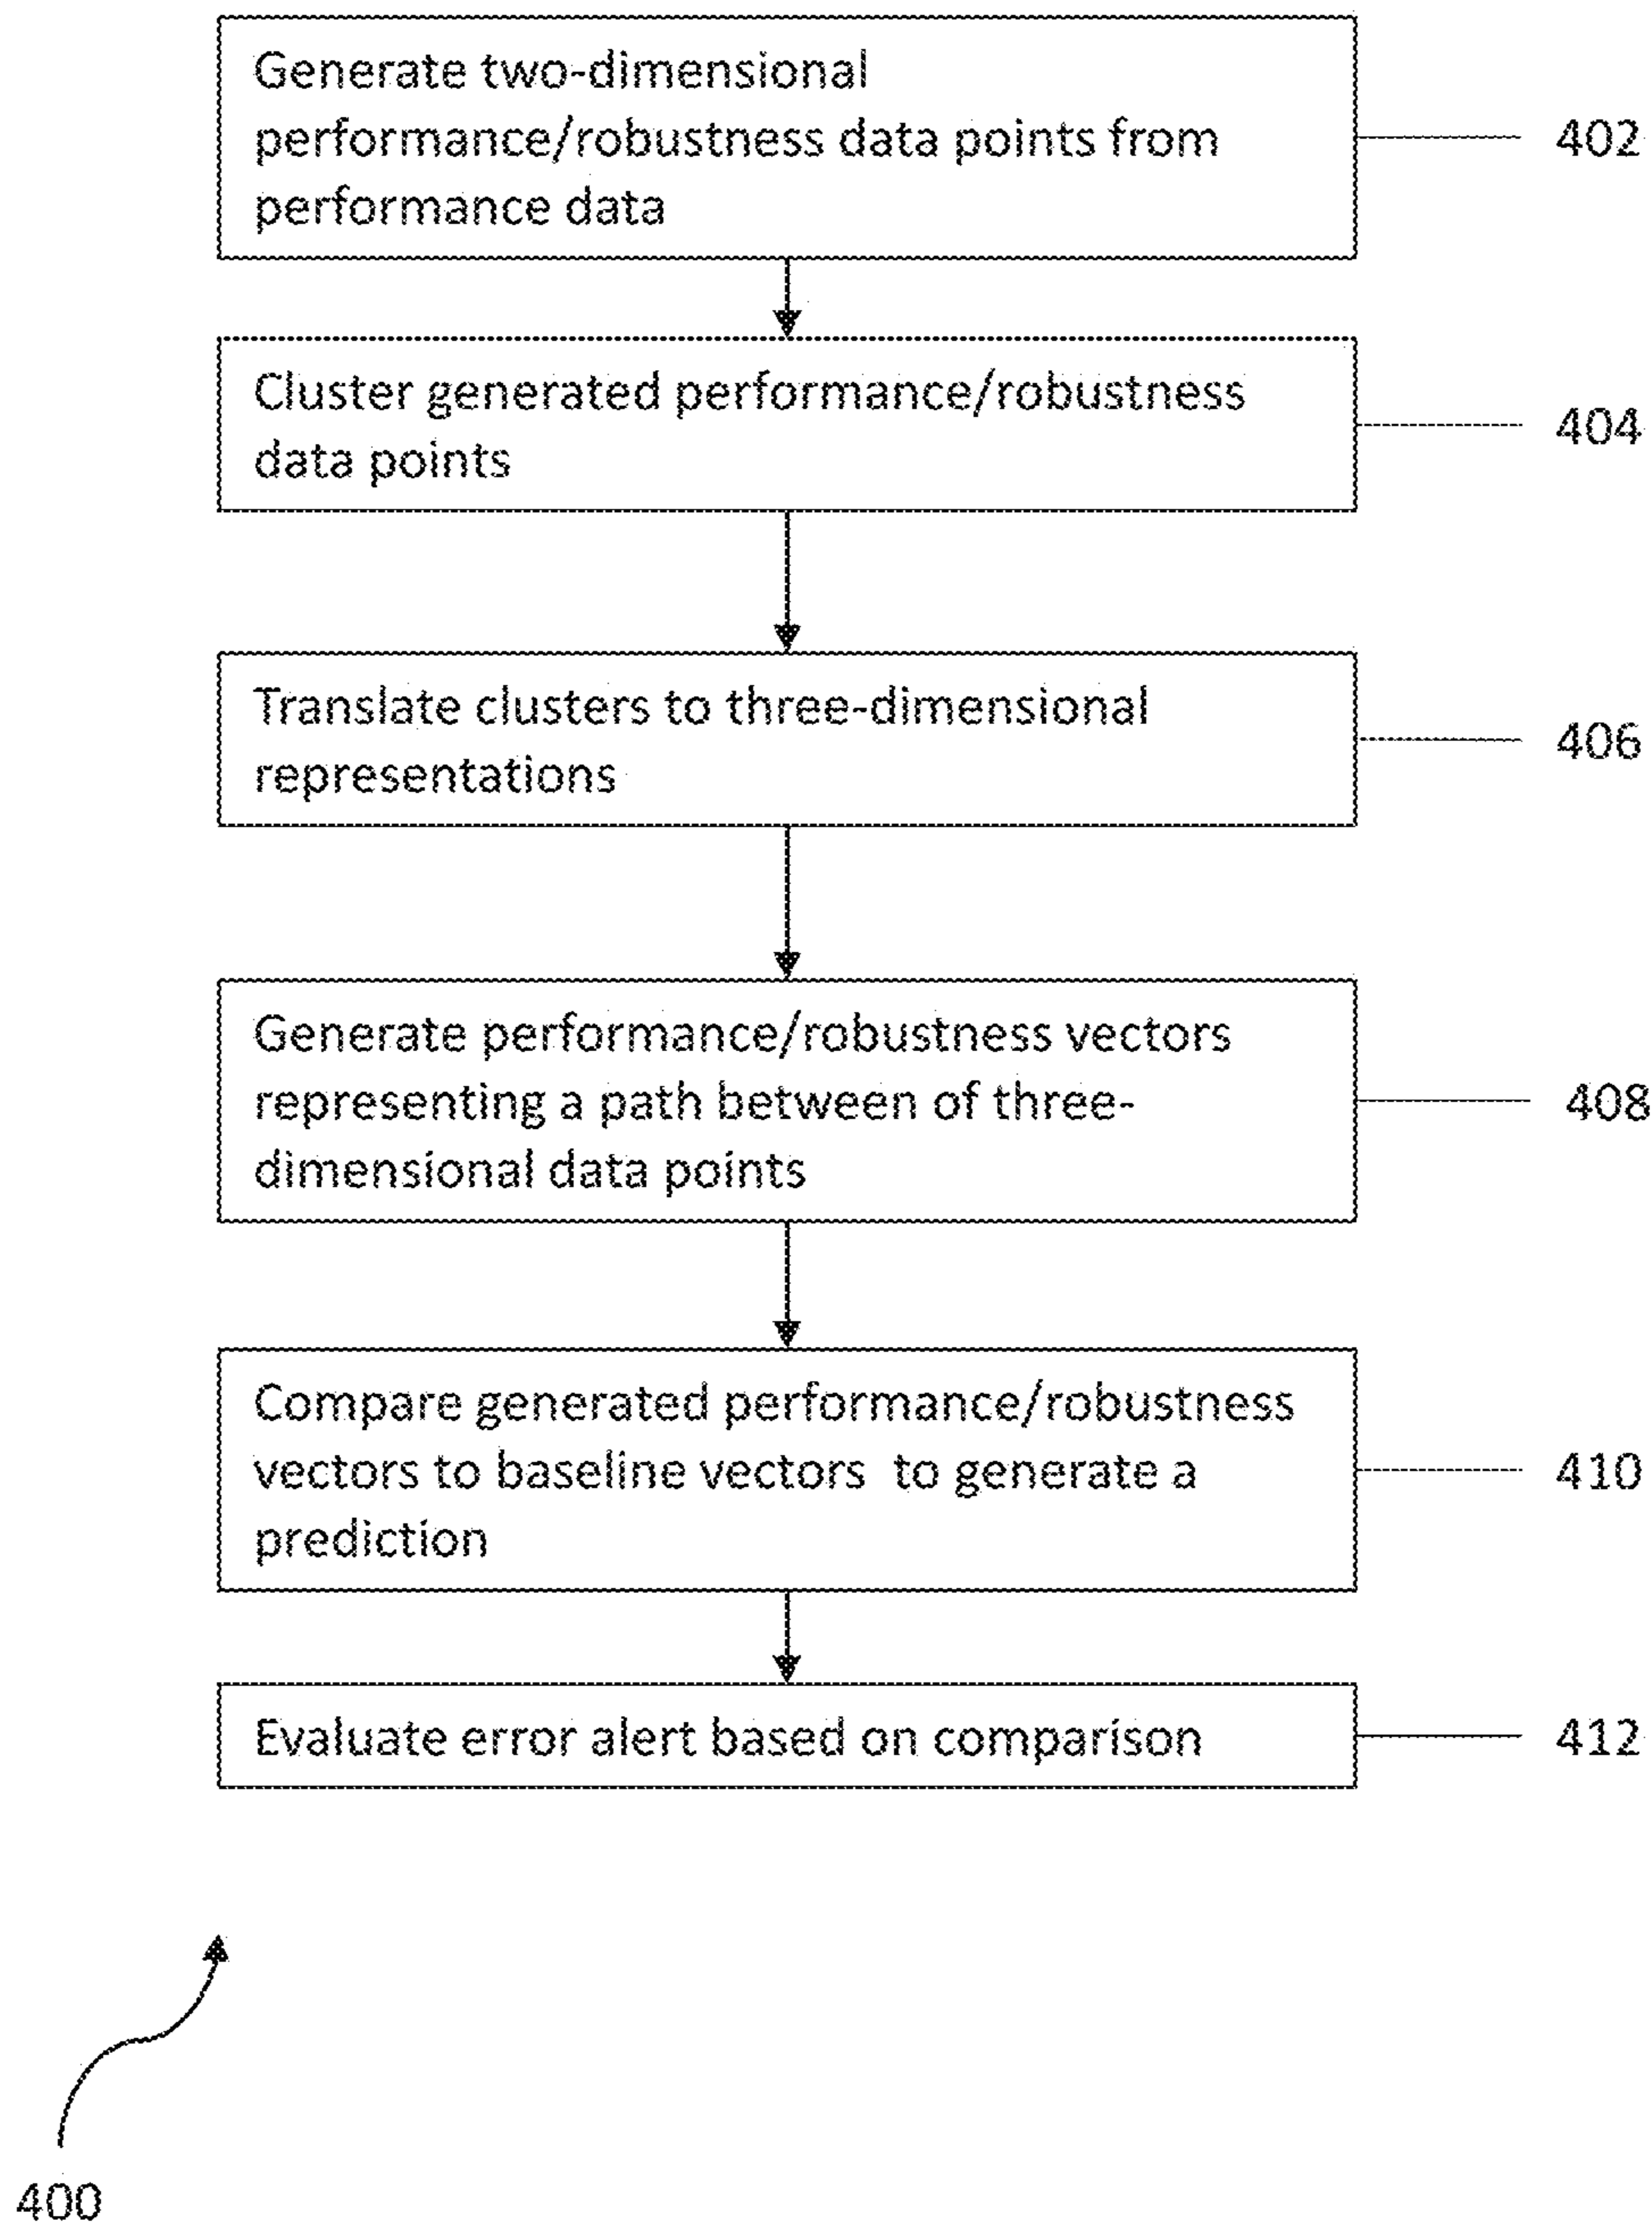 Generate two-dimensional
performance/robustness data points from
performance data
402
Cluster generated performance/robustness
data points
404
Translate clusters to three-dimensional
representations
406
Generate performance/robustness vectors
representing a path between of three-
dimensional data points
408
Compare generated performance/robustness
vectors to baseline vectors  to generate a
prediction
410
Evaluate error alert based on comparison
412
400